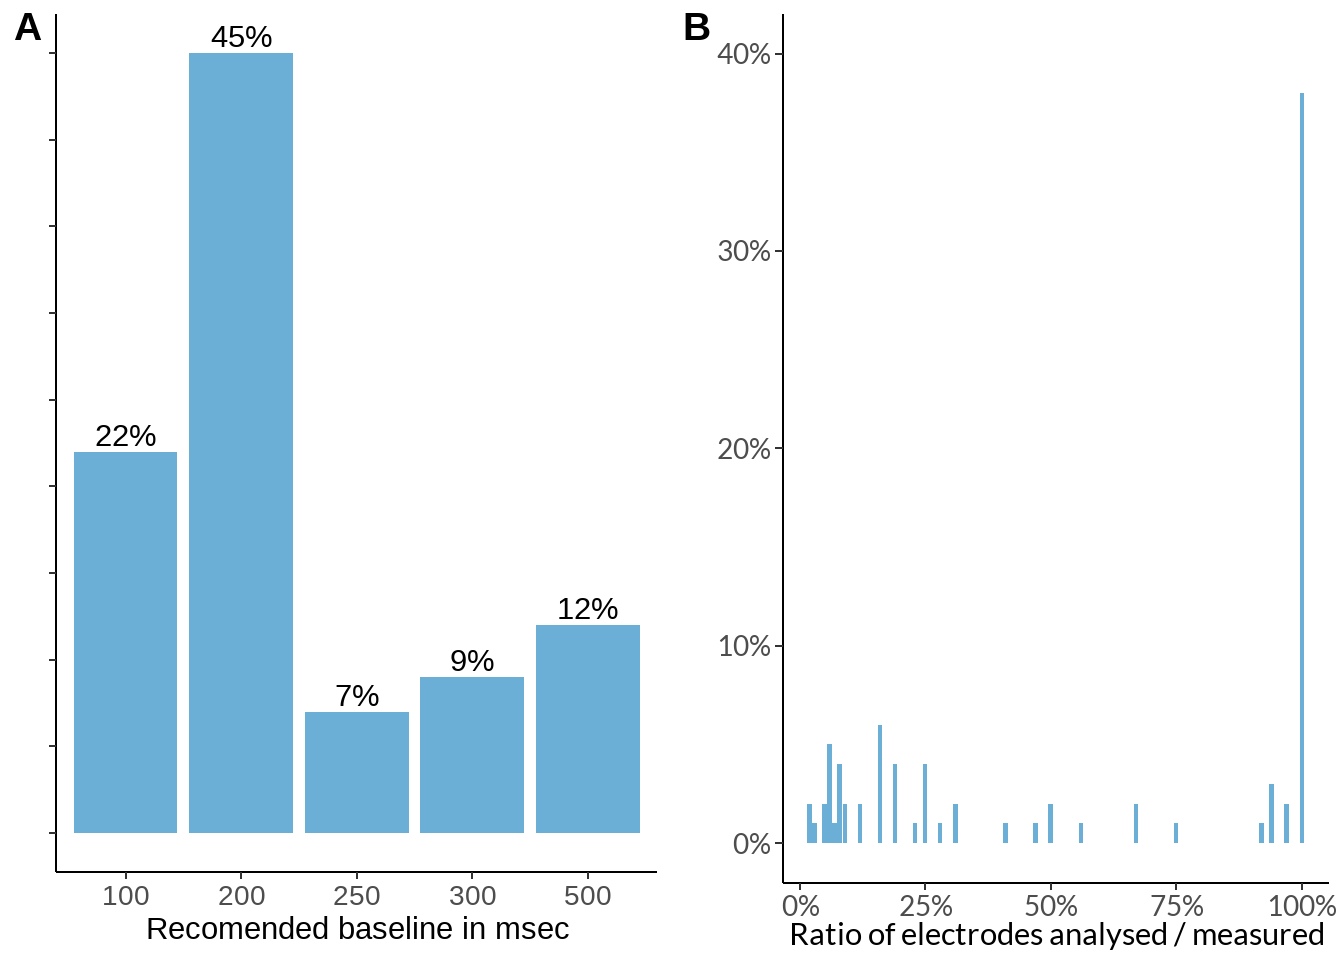 A
45%
22%
7%
9%
12%
100 200 250 300 500
Recomended baseline in msec
B
40%
30%
20%
10%
0%
0% 25% 50% 75% 100%
Ratio of electrodes analysed / measured